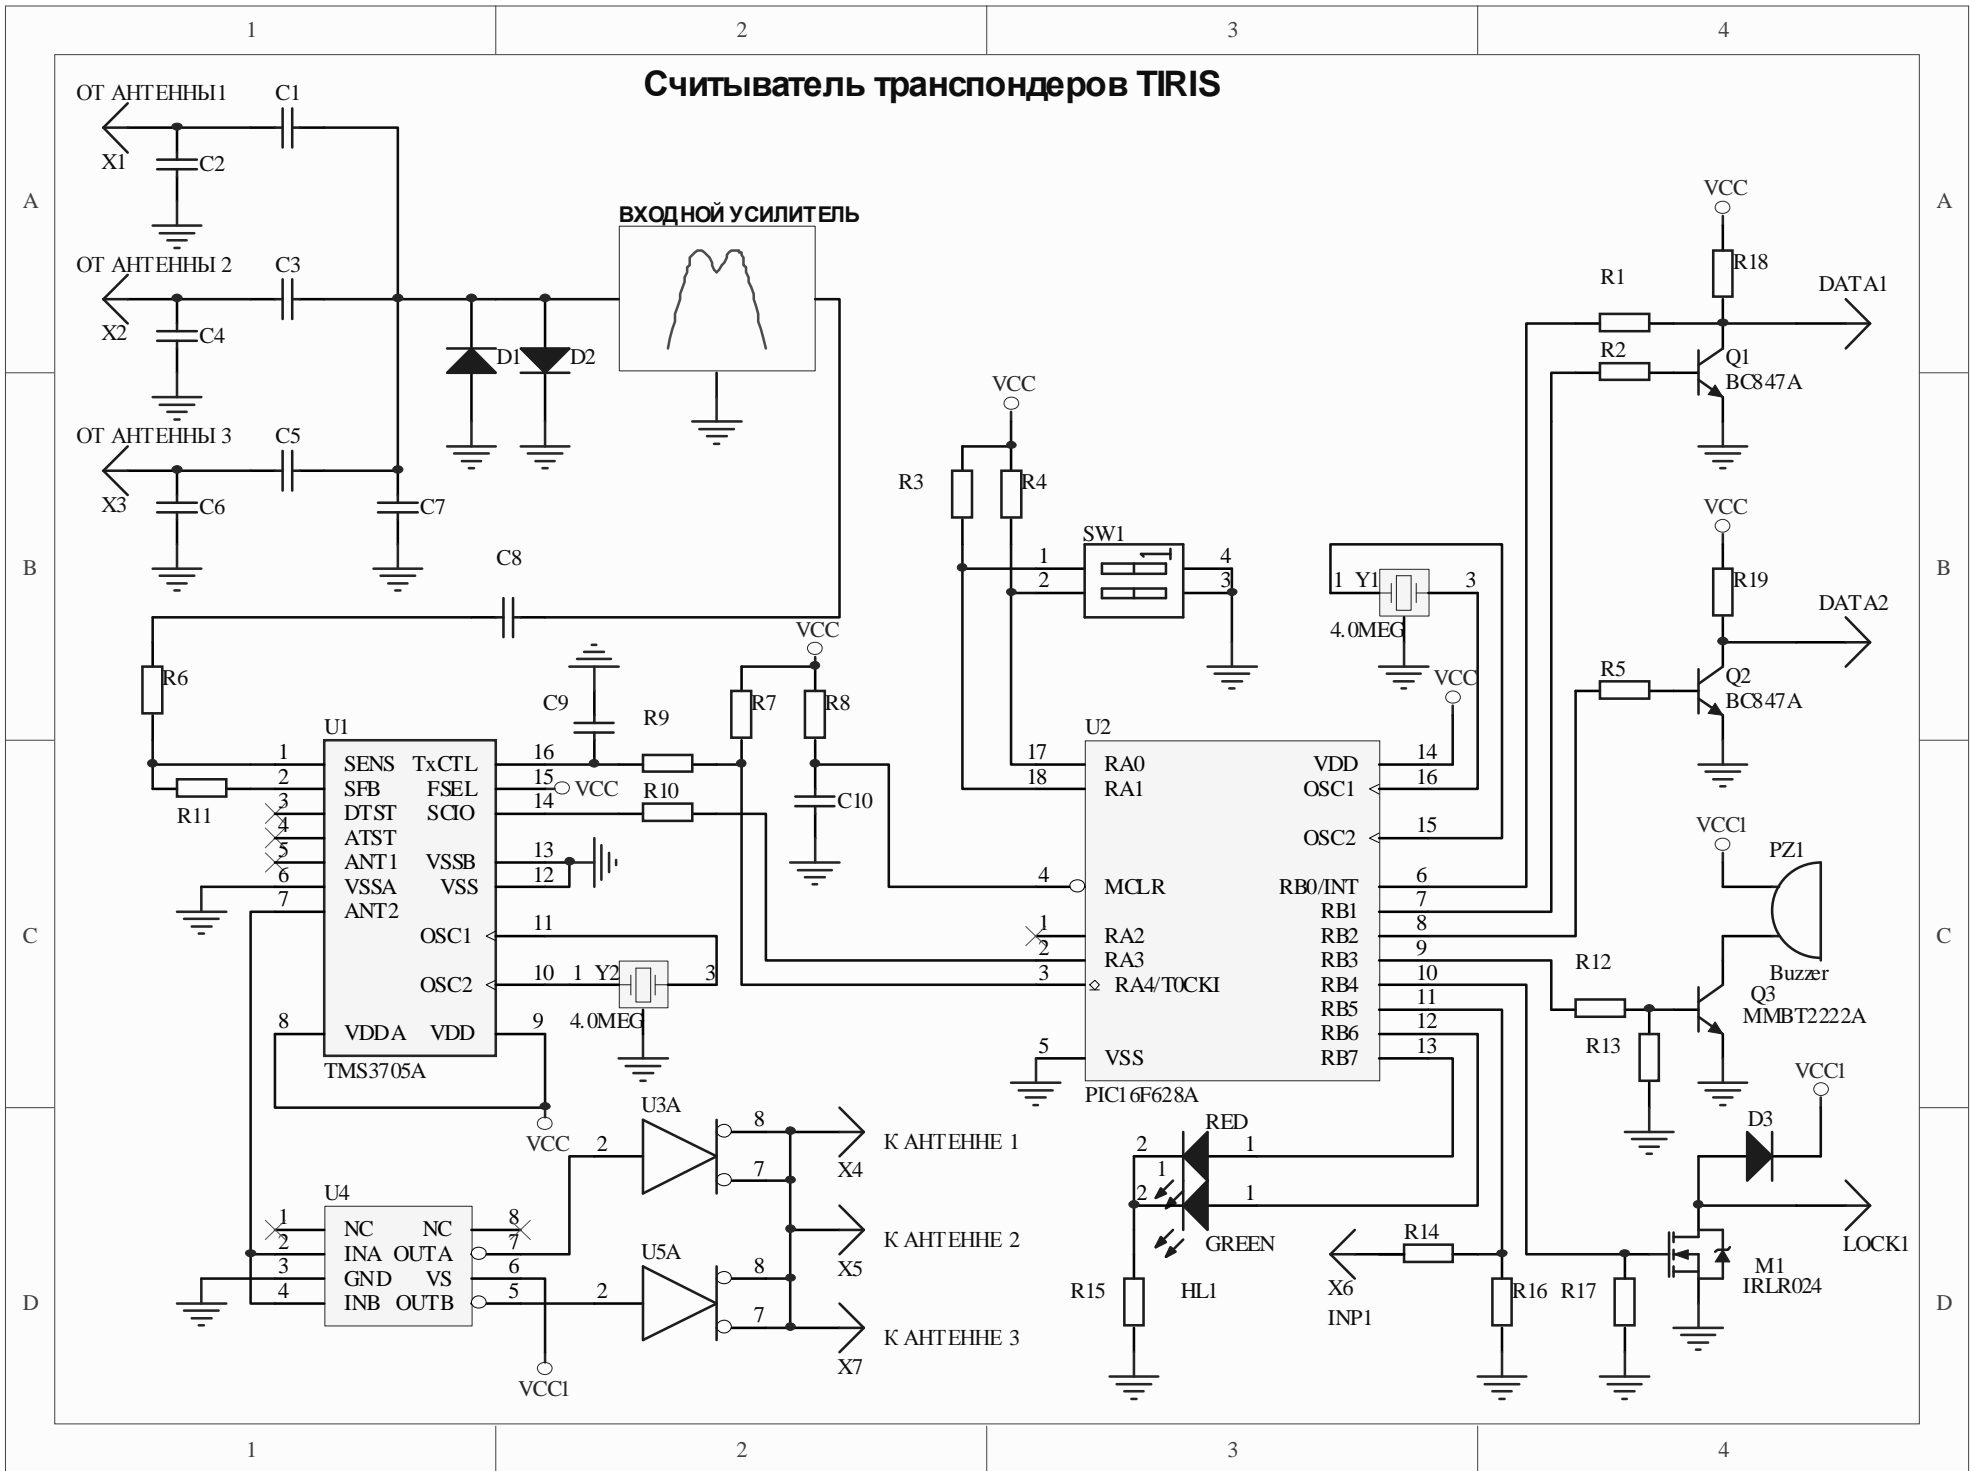 1 2 3 4
Считыватель транспондеров TIRIS
ОТ АНТЕННЫ1
C1
X1
C2
A
A
ОТ АНТЕННЫ 2
C3
X2
C4
D1
D2
ВХОДНОЙ УСИЛИТЕЛЬ
VCC
R18
R1
DATA1
R2
Q1
BC847A
ОТ АНТЕННЫ 3
C5
X3
C6
C7
C8
B
B
VCC
R3
R4
SW1
1
2
4
3
1 Y1 3
4.0MEG
VCC
VCC
R19
DATA2
R5
Q2
BC847A
R6
R11
C9
R9
R10
VCC
R7
R8
C10
VCC
U1
1 SENS TxCTL 16
2 SFB FSEL 15
3 DTST SCIO 14
4 ATST
5 ANT1 VSSB 13
6 VSSA VSS 12
7 ANT2
OSC1 11
OSC2 10
8 VDDA VDD 9
TMS3705A
1 Y2 3
4.0MEG
VCC
U2
17 RA0 VDD 14
18 RA1 OSC1 16
OSC2 15
4 MCLR RB0/INT 6
RB1 7
1 RA2 RB2 8
2 RA3 RB3 9
3 RA4/T0CKI RB4 10
RB5 11
RB6 12
5 VSS RB7 13
PIC16F628A
C
C
VCC1
PZ1
Buzzer
R12
Q3
MMBT2222A
R13
VCC1
D3
LOCK1
M1
IRLR024
U3A
2
8
7
К АНТЕННЕ 1
X4
К АНТЕННЕ 2
X5
U5A
2
8
7
К АНТЕННЕ 3
X7
U4
1 NC NC 8
2 INA OUTA 7
3 GND VS 6
4 INB OUTB 5
VCC1
RED
2
1
1
2
1
GREEN
HL1
R15
R14
X6
INP1
R16
R17
D
D
1 2 3 4